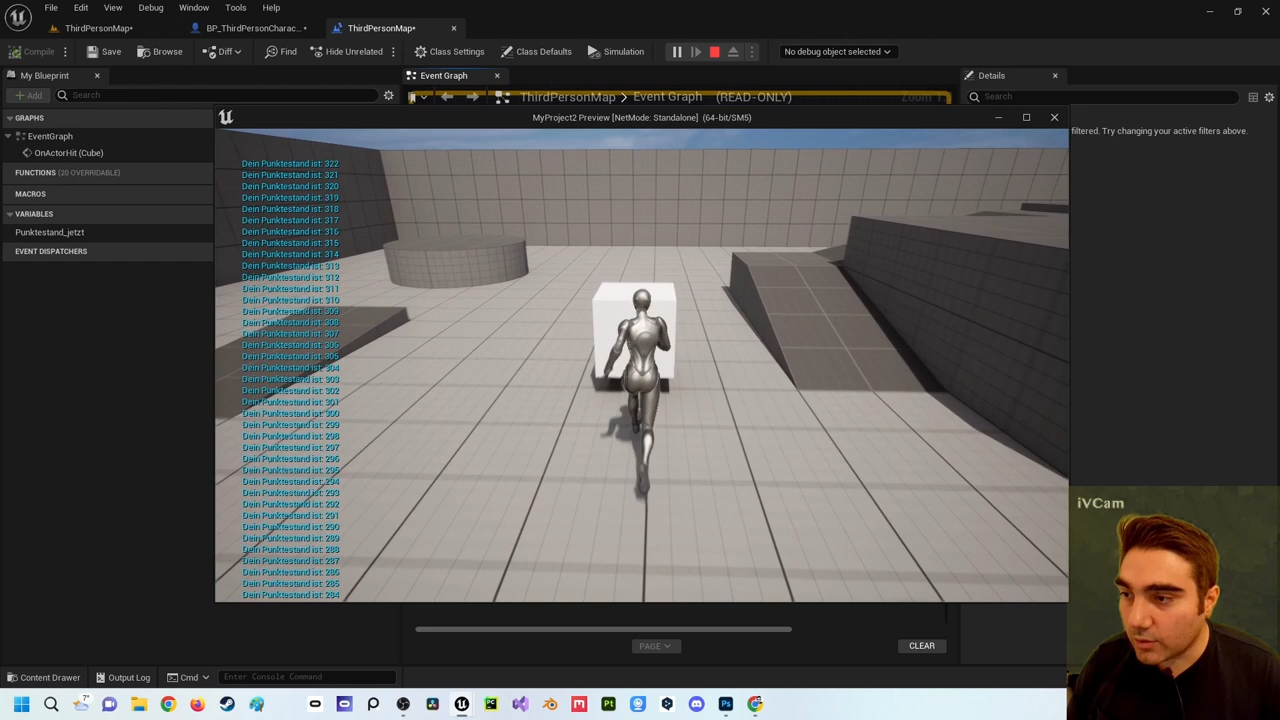 File Edit Asset View Debug Window Tools Help
ThirdPersonMap* BP_ThirdPersonCharac... * ThirdPersonMap*
Compile Save Browse Diff Find Hide Unrelated Class Settings Class Defaults Simulation No debug object selected
My Blueprint Event Graph Details
Add Search ThirdPersonMap > Event Graph (READ-ONLY) Zoom Search
GRAPHS
MyProject2 Preview [NetMode: Standalone] (64-bit/SM5)
EventGraph
filtered. Try changing your active filters above.
OnActorHit (Cube)
FUNCTIONS (20 OVERRIDABLE)
MACROS
VARIABLES
Punktestand_jetzt
EVENT DISPATCHERS
Dein Punktestand ist: 322
Dein Punktestand ist: 321
Dein Punktestand ist: 320
Dein Punktestand ist: 319
Dein Punktestand ist: 318
Dein Punktestand ist: 317
Dein Punktestand ist: 316
Dein Punktestand ist: 315
Dein Punktestand ist: 314
Dein Punktestand ist: 313
Dein Punktestand ist: 312
Dein Punktestand ist: 311
Dein Punktestand ist: 310
Dein Punktestand ist: 309
Dein Punktestand ist: 308
Dein Punktestand ist: 307
Dein Punktestand ist: 306
Dein Punktestand ist: 305
Dein Punktestand ist: 304
Dein Punktestand ist: 303
Dein Punktestand ist: 302
Dein Punktestand ist: 301
Dein Punktestand ist: 300
Dein Punktestand ist: 299
Dein Punktestand ist: 298
Dein Punktestand ist: 297
Dein Punktestand ist: 296
Dein Punktestand ist: 295
Dein Punktestand ist: 294
Dein Punktestand ist: 293
Dein Punktestand ist: 292
Dein Punktestand ist: 291
Dein Punktestand ist: 290
Dein Punktestand ist: 289
Dein Punktestand ist: 288
Dein Punktestand ist: 287
Dein Punktestand ist: 286
Dein Punktestand ist: 285
Dein Punktestand ist: 284
iVCam
PAGE CLEAR
Content Drawer Output Log Cmd Enter Console Command
7°